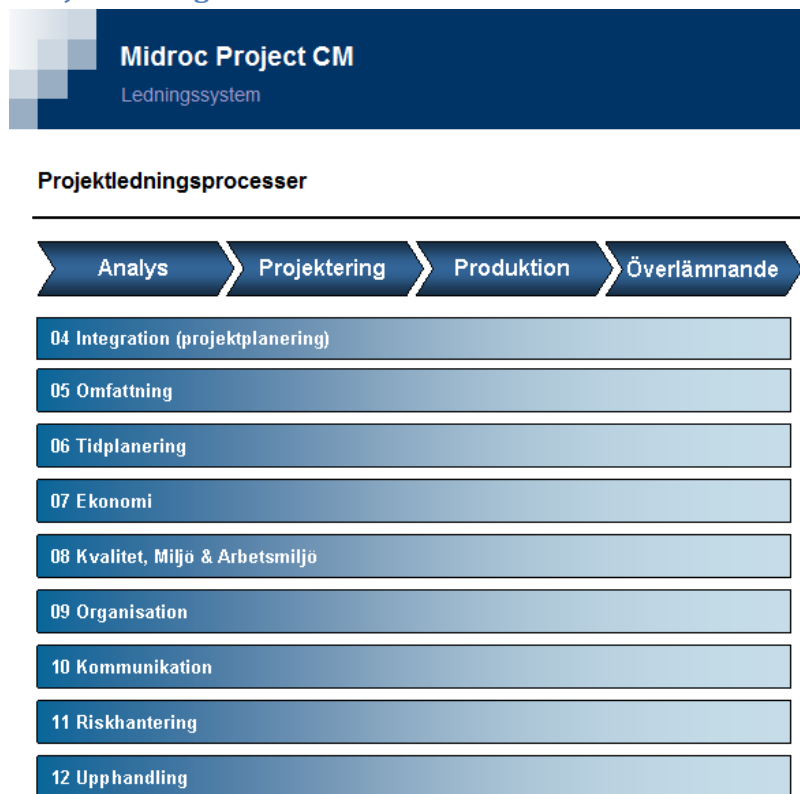 Midroc Project CM
Ledningssystem
Projektledningsprocesser
Analys Projektering Produktion Överlämnande
04 Integration (projektplanering)
05 Omfattning
06 Tidplanering
07 Ekonomi
08 Kvalitet, Miljö & Arbetsmiljö
09 Organisation
10 Kommunikation
11 Riskhantering
12 Upphandling